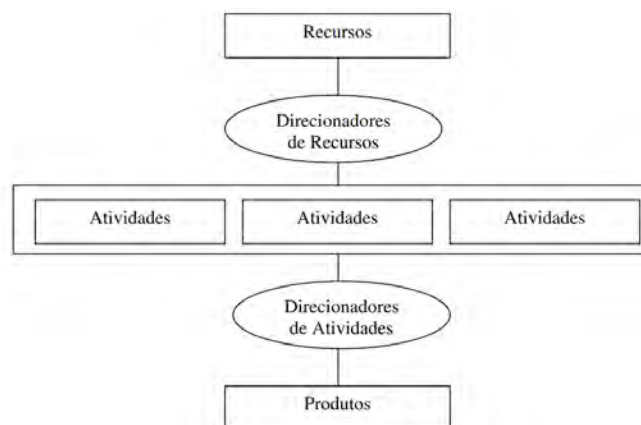 Recursos
Direcionadores
de Recursos
Atividades Atividades Atividades
Direcionadores
de Atividades
Produtos